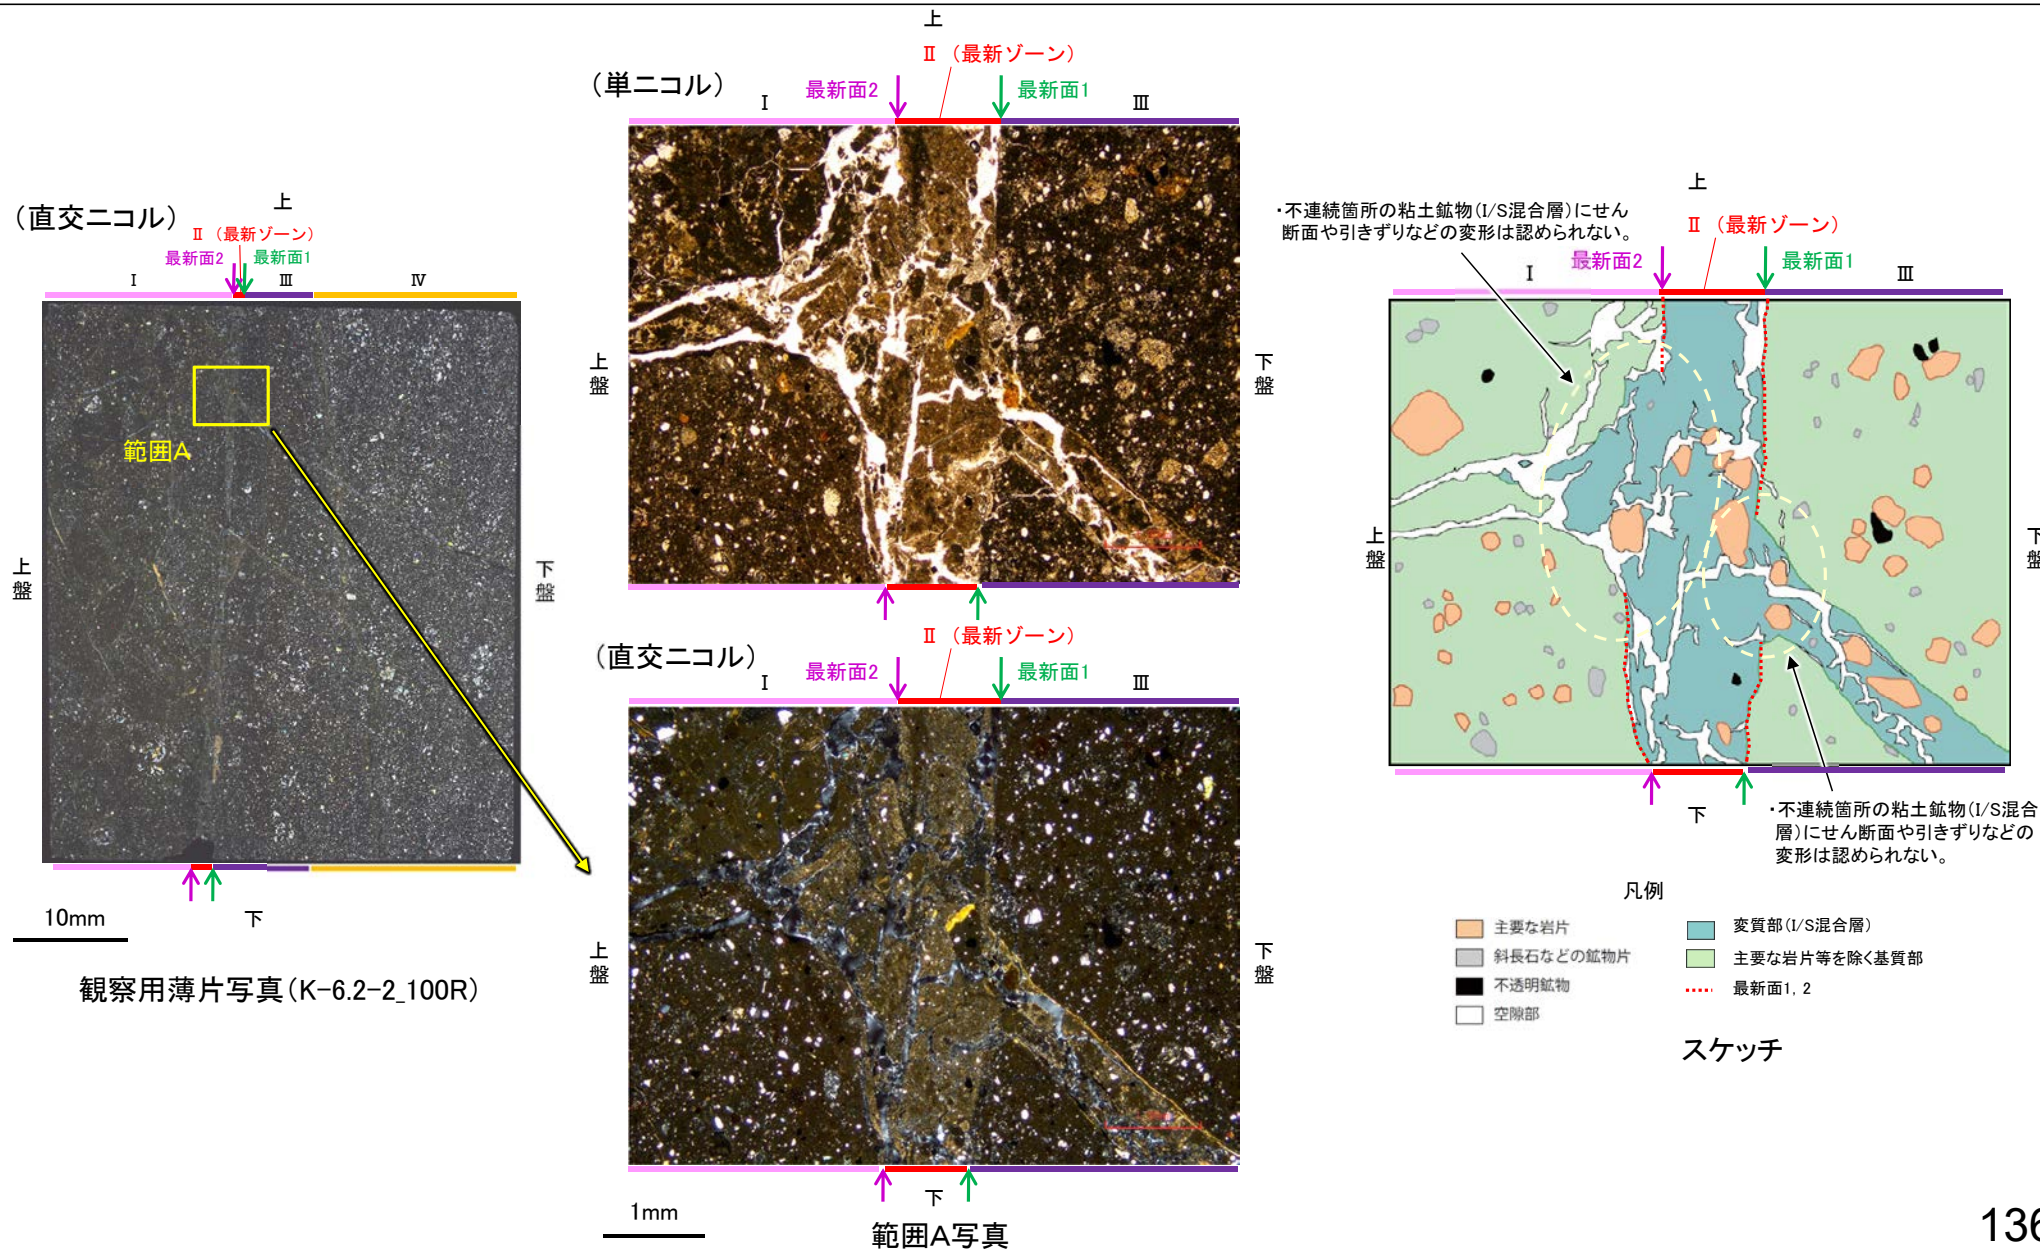 (直交ニコル)
上
Ⅱ (最新ゾーン)
最新面2
最新面1
Ⅰ
Ⅲ
Ⅳ
範囲A
上盤
下盤
10mm
下
観察用薄片写真(K-6.2-2_100R)
上
Ⅱ (最新ゾーン)
(単ニコル)
最新面2
最新面1
Ⅰ
Ⅲ
上盤
下盤
(直交ニコル)
Ⅱ (最新ゾーン)
最新面2
最新面1
Ⅰ
Ⅲ
上盤
下盤
1mm
下
範囲A写真
・不連続箇所の粘土鉱物(I/S混合層)にせん
断面や引きずりなどの変形は認められない。
上
Ⅱ (最新ゾーン)
最新面2
最新面1
Ⅰ
Ⅲ
上盤
下盤
下
・不連続箇所の粘土鉱物(I/S混合
層)にせん断面や引きずりなどの
変形は認められない。
凡例
主要な岩片
斜長石などの鉱物片
不透明鉱物
空隙部
変質部(I/S混合層)
主要な岩片等を除く基質部
最新面1, 2
スケッチ
136